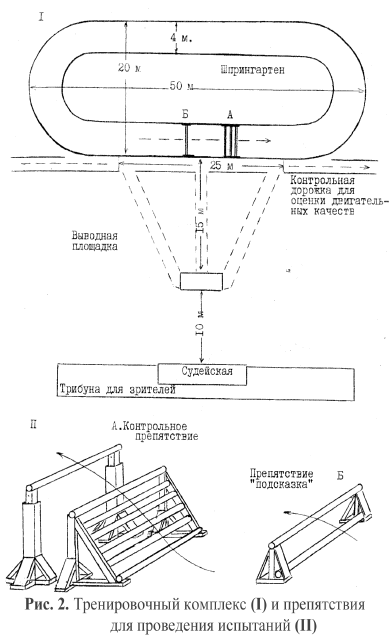 I
4 м.
20 м
Шпрингартен
50 м
Б
А
25 м
Контрольная
дорожка для
оценки двигатель-
ных качеств
15 м
Выводная
площадка
10 м
Судейская
Трибуна для зрителей
П
А.Контрольное
препятствие
Препятствие
"подсказка"
Б
Рис. 2. Тренировочный комплекс (I) и препятствия
для проведения испытаний (II)